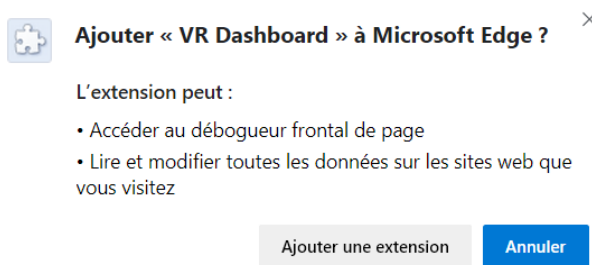 Ajouter « VR Dashboard » à Microsoft Edge ?
L'extension peut :
• Accéder au débogueur frontal de page
• Lire et modifier toutes les données sur les sites web que
vous visitez
Ajouter une extension
Annuler